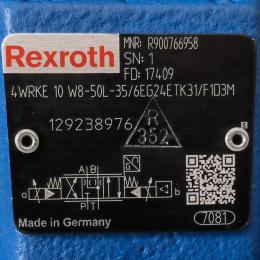 Rexroth
MNR: R900766958
SN: 1
FD: 17409
4WRKE 10 W8-50L-35/6EG24ETK31/F1D3M
129238976
R
352
A B
a
b
P T
Made in Germany
7081